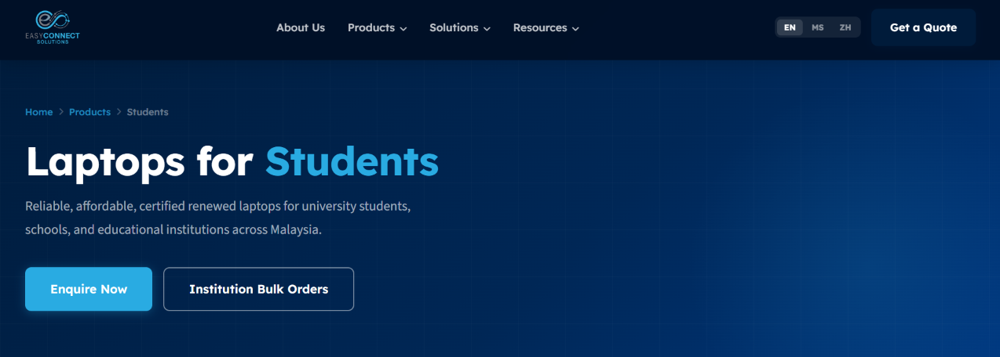 EASYCONNECT
SOLUTIONS
About Us
Products
Solutions
Resources
EN
MS
ZH
Get a Quote
Home > Products > Students
Laptops for Students
Reliable, affordable, certified renewed laptops for university students,
schools, and educational institutions across Malaysia.
Enquire Now
Institution Bulk Orders